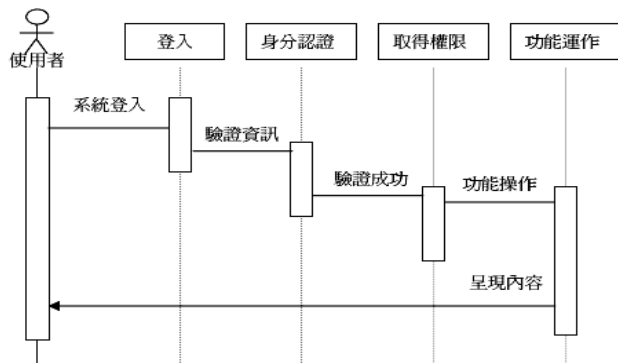 使用者
登入
身分認證
取得權限
功能運作
系統登入
驗證資訊
驗證成功
功能操作
呈現內容